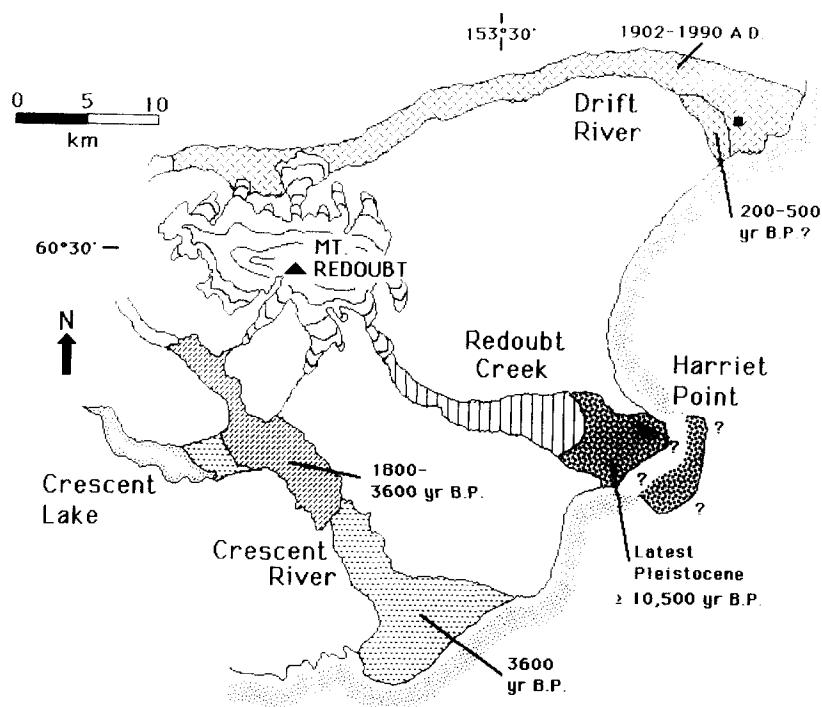 153°30'
1902-1990 A.D.
0 5 10
km
Drift
River
200-500
yr B.P.?
60°30'
MT.
REDOUBT
N
Redoubt
Creek
Harriet
Point
?
?
?
?
Crescent
Lake
1800-
3600 yr B.P.
Crescent
River
Latest
Pleistocene
≥ 10,500 yr B.P.
3600
yr B.P.